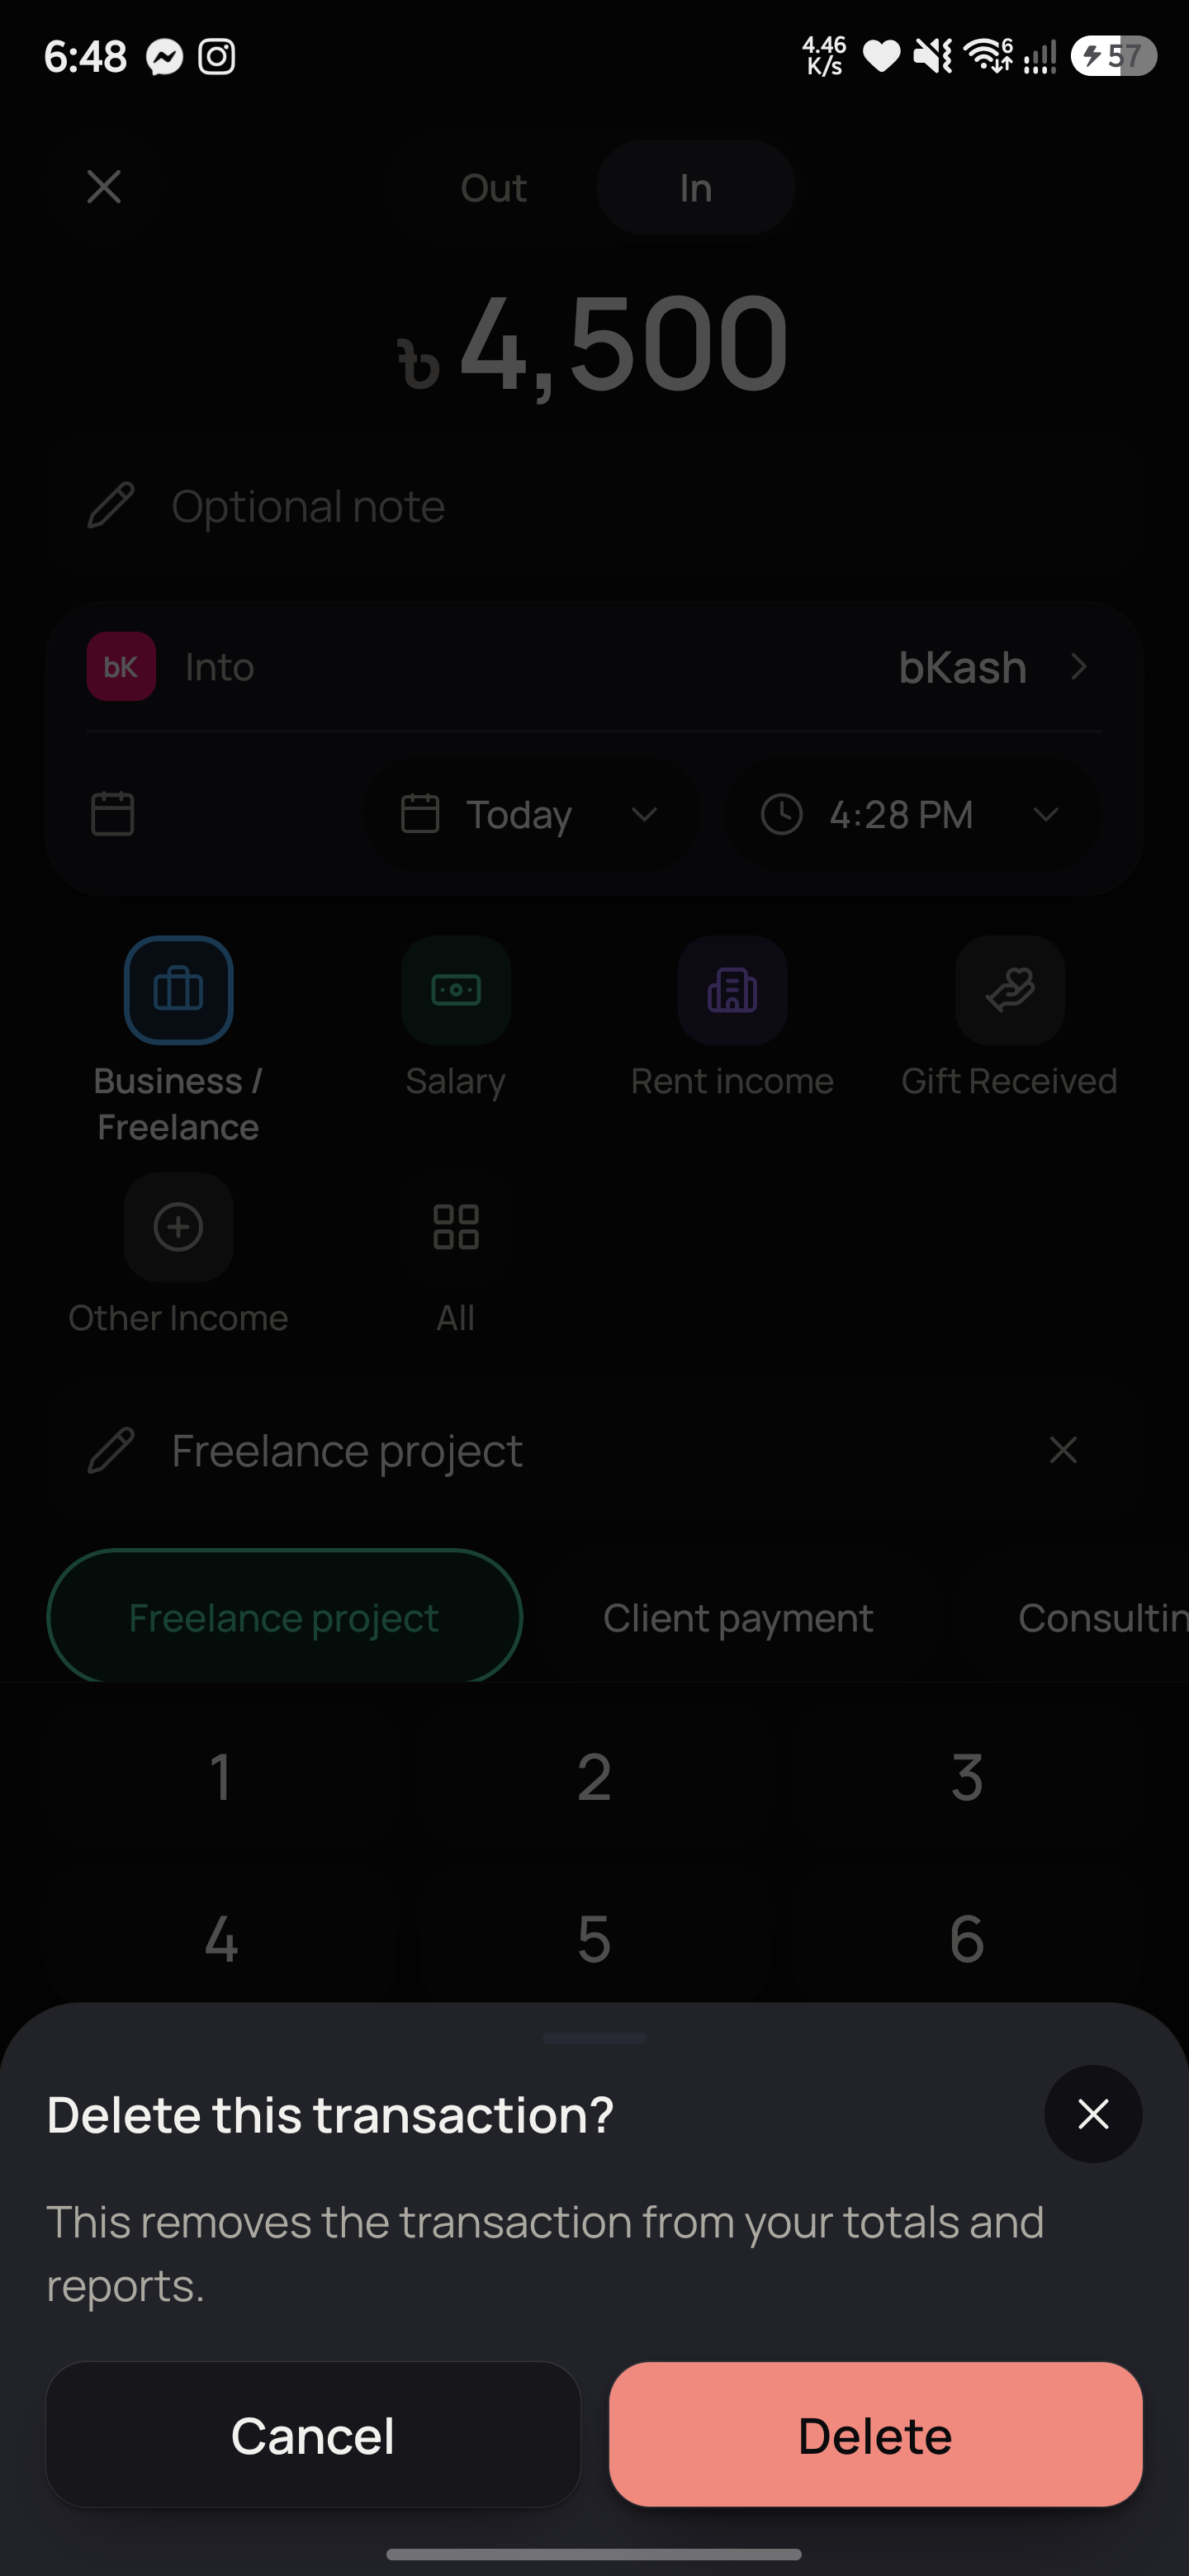 6:48
4.46
K/s
6
57
Out
In
৳ 4,500
Optional note
bK
Into
bKash
Today
4:28 PM
Business /
Freelance
Salary
Rent income
Gift Received
Other Income
All
Freelance project
Freelance project
Client payment
Consultin
1
2
3
4
5
6
Delete this transaction?
This removes the transaction from your totals and
reports.
Cancel
Delete